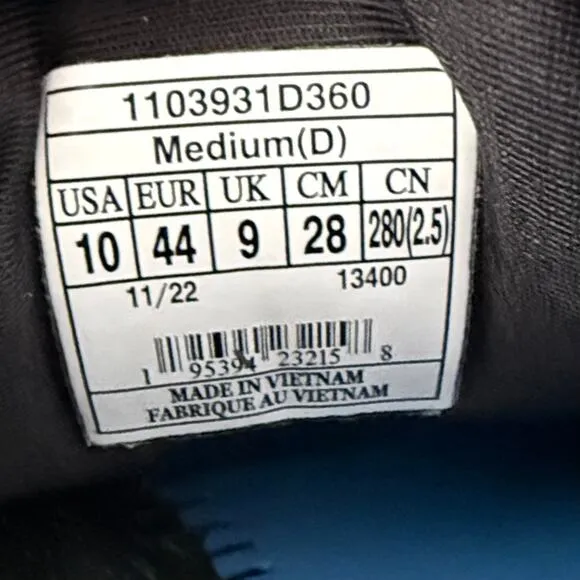 1103931D360
Medium(D)
USA EUR UK CM CN
10 44 9 28 280(2.5)
11/22 13400
1 95394 23215 8
MADE IN VIETNAM
FABRIQUE AU VIETNAM